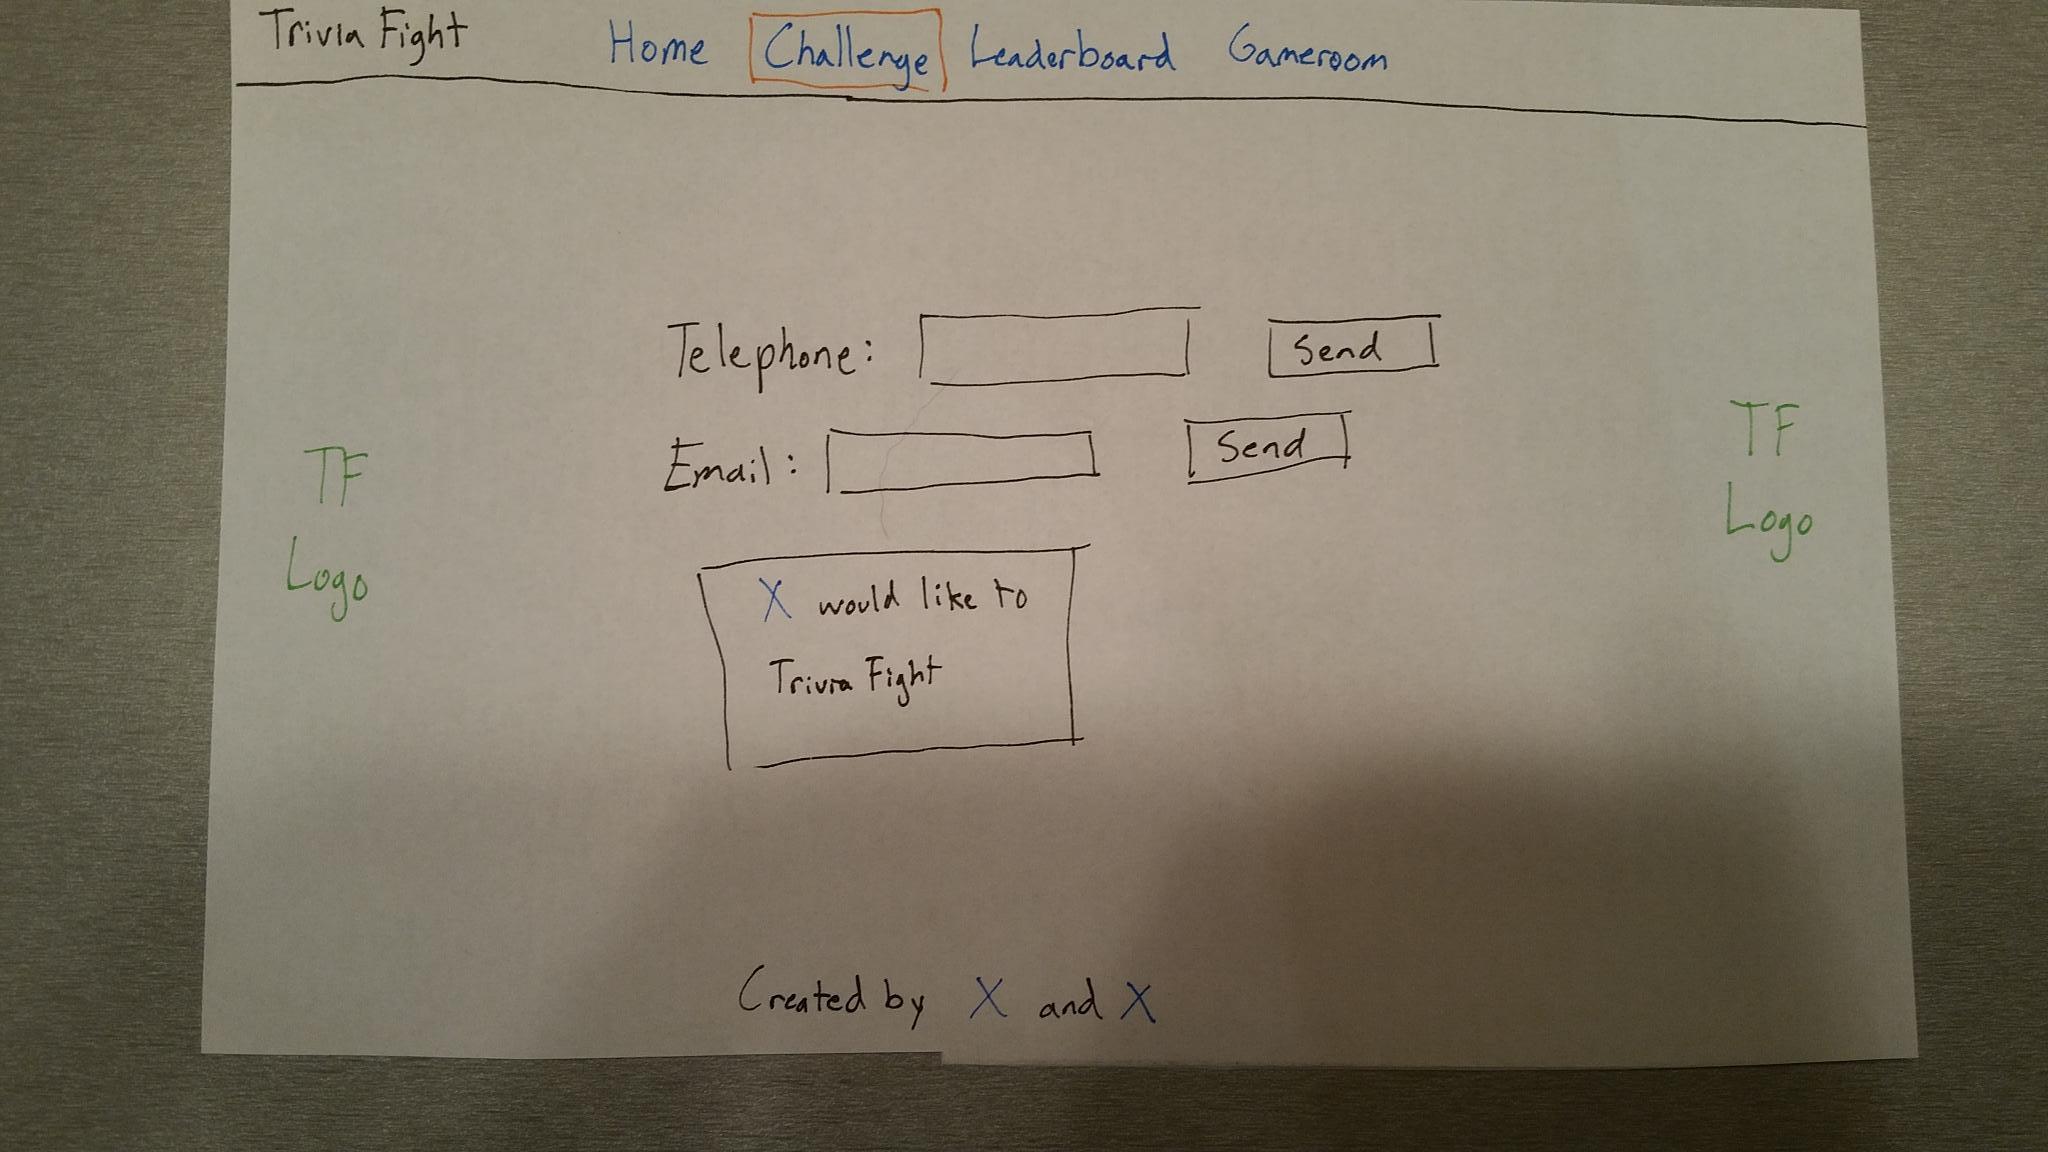 Trivia Fight Home Challenge Leaderboard Gameroom
Telephone: Send
Email: Send
TF
Logo
TF
Logo
X would like to
Trivia Fight
Created by X and X